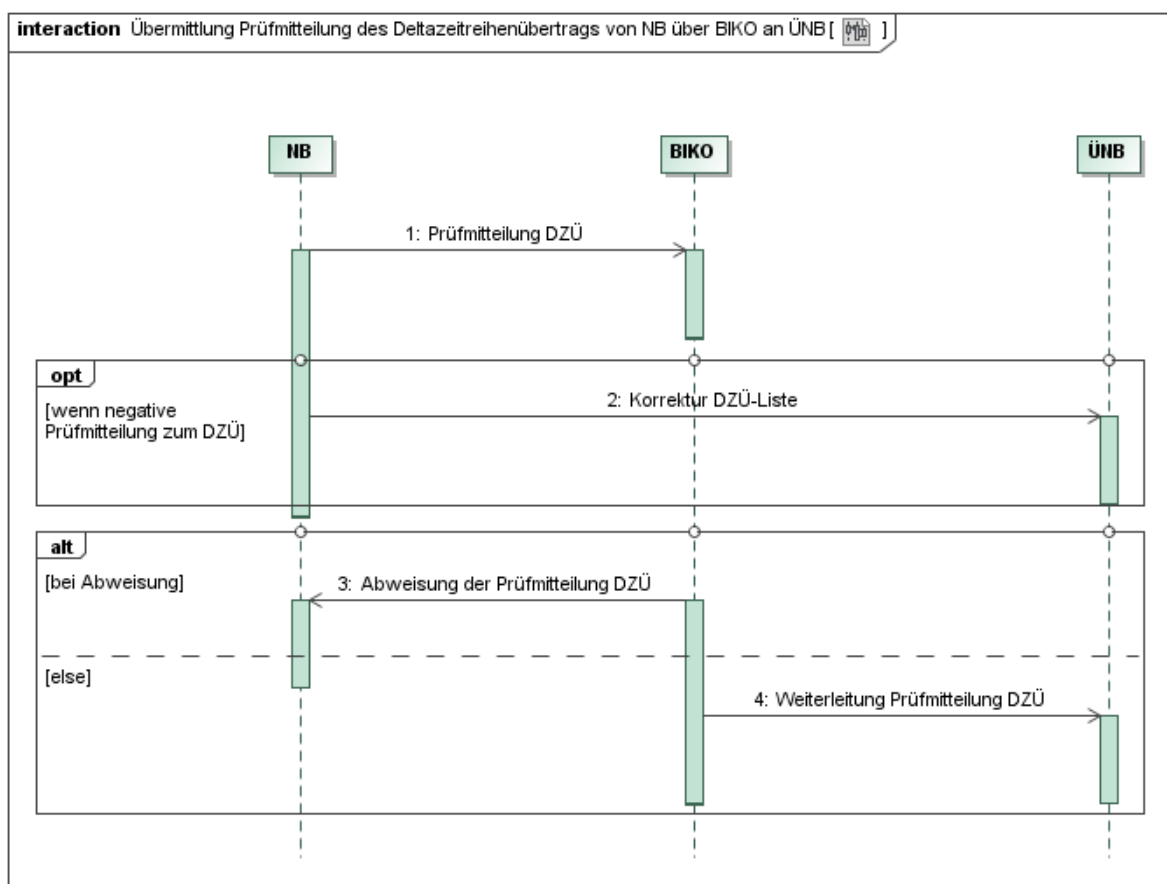 interaction Übermittlung Prüfmitteilung des Deltazeitreihenübertrags von NB über BIKO an ÜNB [ ]
NB
BIKO
ÜNB
1: Prüfmitteilung DZÜ
opt
[wenn negative
Prüfmitteilung zum DZÜ]
2: Korrektur DZÜ-Liste
alt
[bei Abweisung]
3: Abweisung der Prüfmitteilung DZÜ
[else]
4: Weiterleitung Prüfmitteilung DZÜ